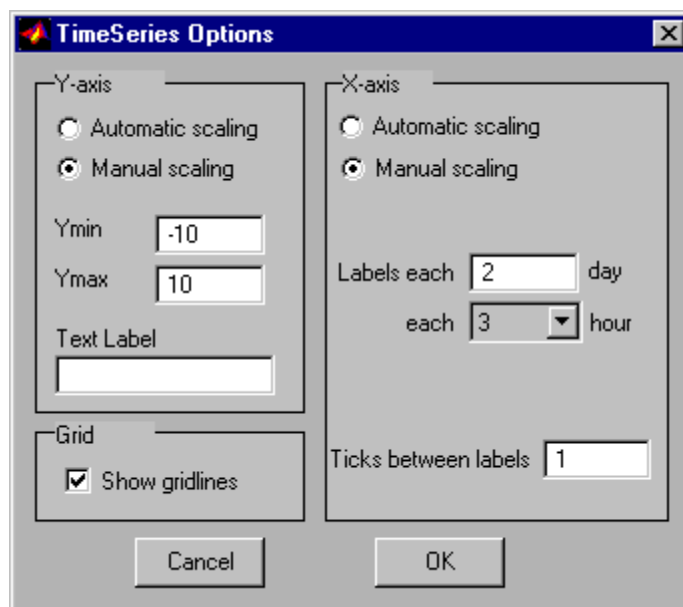 TimeSeries Options
Y-axis
Automatic scaling
Manual scaling
Ymin -10
Ymax 10
Text Label
Grid
Show gridlines
X-axis
Automatic scaling
Manual scaling
Labels each 2 day
each 3 hour
Ticks between labels 1
Cancel OK